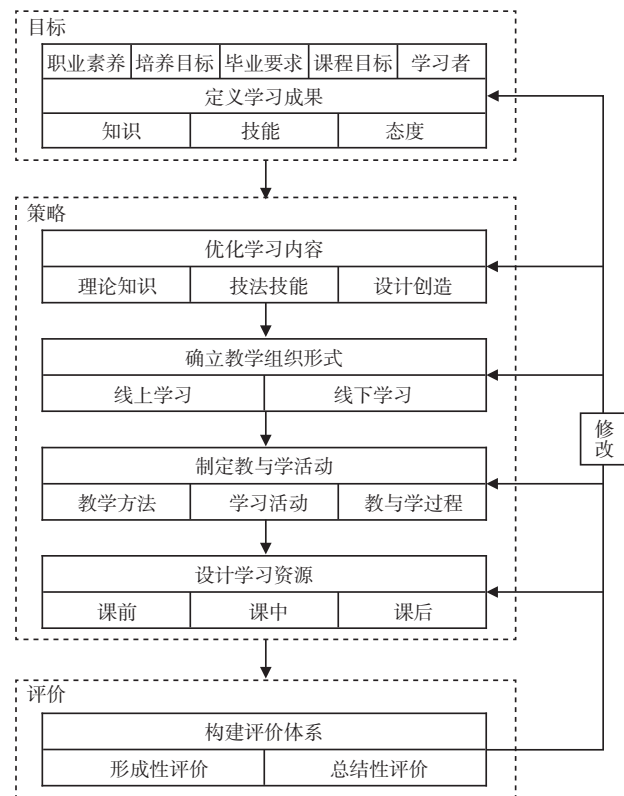 目标
职业素养 培养目标 毕业要求 课程目标 学习者
定义学习成果
知识 技能 态度
策略
优化学习内容
理论知识 技法技能 设计创造
确立教学组织形式
线上学习 线下学习
修改
制定教与学活动
教学方法 学习活动 教与学过程
设计学习资源
课前 课中 课后
评价
构建评价体系
形成性评价 总结性评价